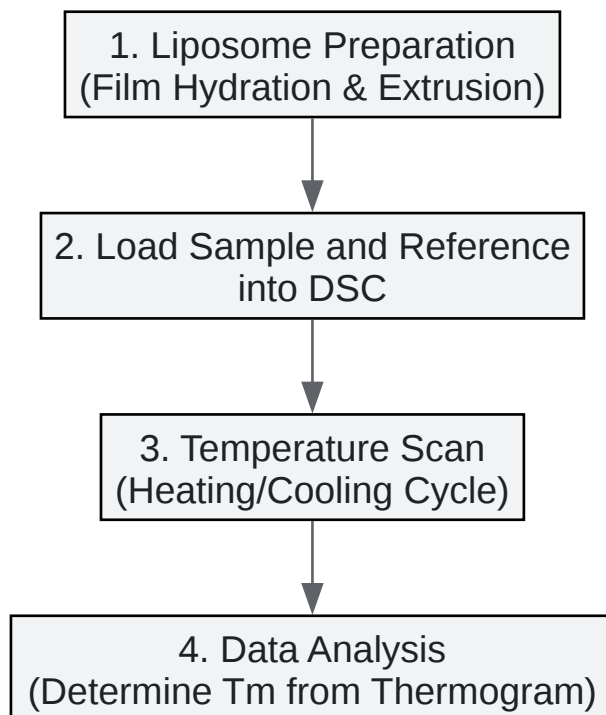 1. Liposome Preparation
(Film Hydration & Extrusion)
2. Load Sample and Reference
into DSC
3. Temperature Scan
(Heating/Cooling Cycle)
4. Data Analysis
(Determine Tm from Thermogram)